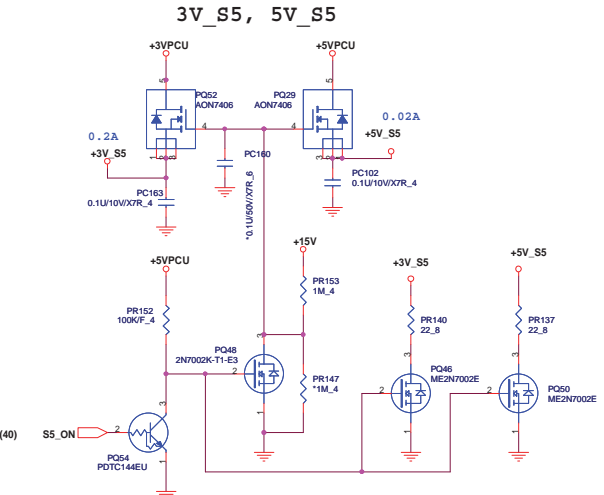 3V_S5, 5V_S5
+3VPCU
+5VPCU
5
5
PQ52
AON7406
PQ29
AON7406
4
4
0.2A
0.02A
+3V_S5
+5V_S5
1
2
3
3
2
1
PC160
*0.1U/50V/X7R_6
PC163
0.1U/10V/X7R_4
PC102
0.1U/10V/X7R_4
+5VPCU
+15V
+3V_S5
+5V_S5
PR152
100K/F_4
PR153
1M_4
PR140
22_8
PR137
22_8
PQ48
2N7002K-T1-E3
3
2
1
PR147
*1M_4
PQ46
ME2N7002E
3
2
1
PQ50
ME2N7002E
3
2
1
(40)
S5_ON
2
3
1
PQ54
PDTC144EU